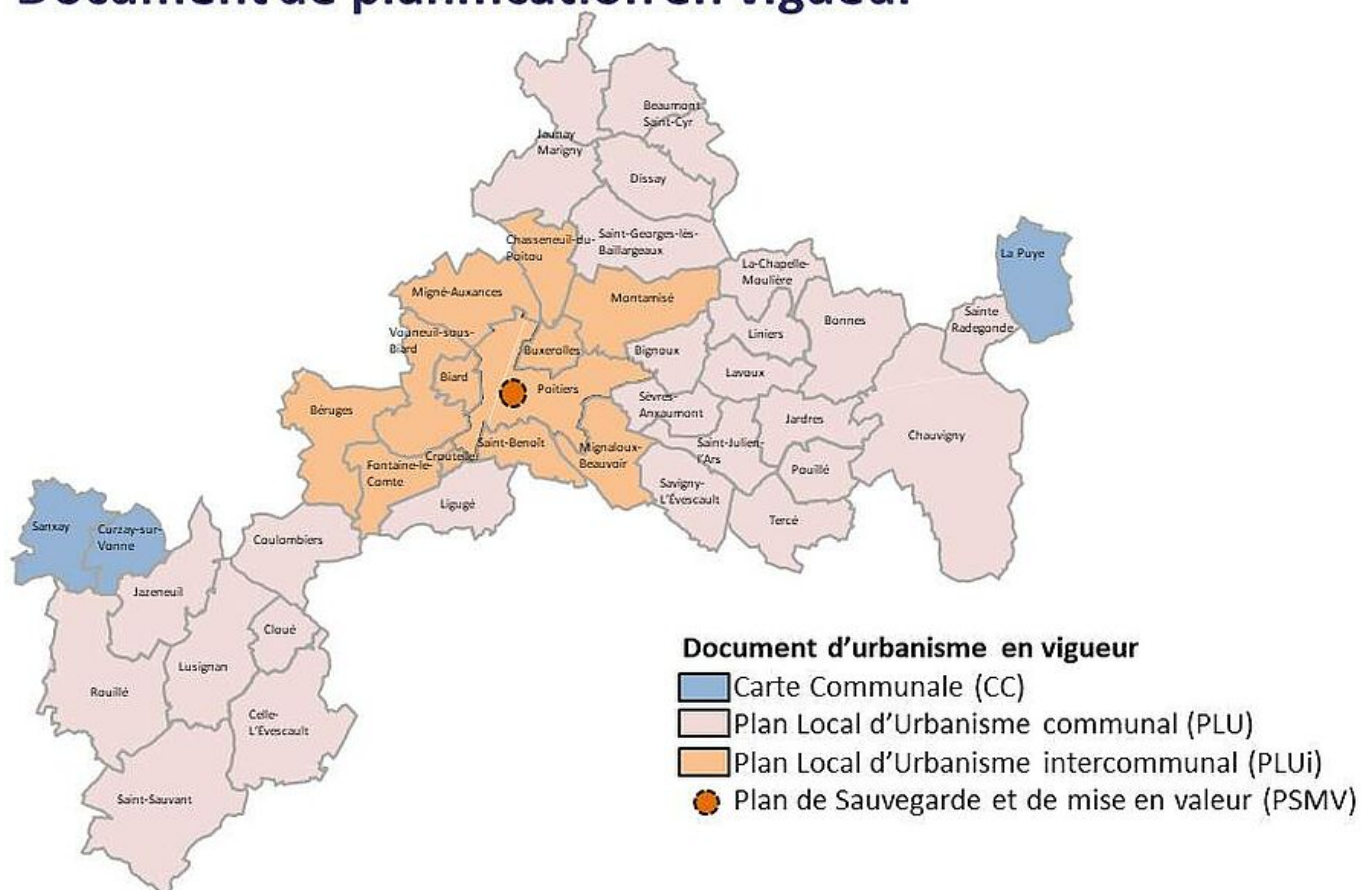 Document de planification en vigueur
Beaumont
Saint-Cyr
Jaunay
Marigny
Dissay
Chasseneuil-du-
Poitou
Saint-Georges-lès-
Baillargeaux
La Puye
La-Chapelle-
Moulière
Migné-Auxances
Montamisé
Sainte
Radegonde
Bonnes
Vouneuil-sous-
Biard
Liniers
Buxerolles
Bignoux
Biard
Lavoux
Poitiers
Béruges
Sèvres-
Anxaumont
Jardres
Chauvigny
Saint-Benoît
Mignaloux-
Beauvoir
Saint-Julien-
l'Ars
Croutelle
Fontaine-le-
Comte
Pouillé
Savigny-
L'Évescault
Ligugé
Tercé
Sanxay
Curzay-sur-
Vonne
Coulombiers
Jazeneuil
Cloué
Lusignan
Rouillé
Celle-
L'Evescault
Saint-Sauvant
Document d'urbanisme en vigueur
Carte Communale (CC)
Plan Local d'Urbanisme communal (PLU)
Plan Local d'Urbanisme intercommunal (PLUi)
Plan de Sauvegarde et de mise en valeur (PSMV)